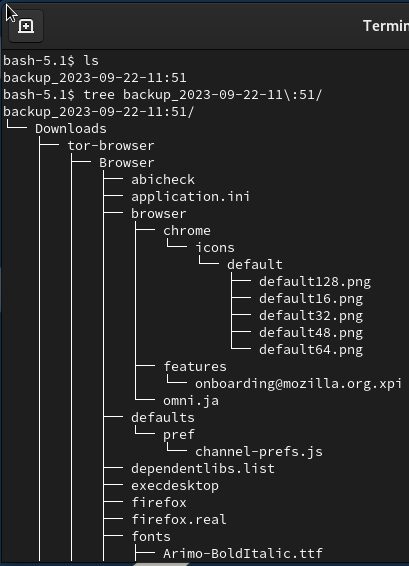 Termin
bash-5.1$ ls
backup_2023-09-22-11:51
bash-5.1$ tree backup_2023-09-22-11\:51/
backup_2023-09-22-11:51/
└── Downloads
    ├── tor-browser
    │   ├── Browser
    │   │   ├── abicheck
    │   │   ├── application.ini
    │   │   ├── browser
    │   │   │   ├── chrome
    │   │   │   │   └── icons
    │   │   │   │       └── default
    │   │   │   │           ├── default128.png
    │   │   │   │           ├── default16.png
    │   │   │   │           ├── default32.png
    │   │   │   │           ├── default48.png
    │   │   │   │           └── default64.png
    │   │   │   ├── features
    │   │   │   │   └── onboarding@mozilla.org.xpi
    │   │   │   └── omni.ja
    │   │   ├── defaults
    │   │   │   └── pref
    │   │   │       └── channel-prefs.js
    │   │   ├── dependentlibs.list
    │   │   ├── execdesktop
    │   │   ├── firefox
    │   │   ├── firefox.real
    │   │   ├── fonts
    │   │   │   ├── Arimo-BoldItalic.ttf